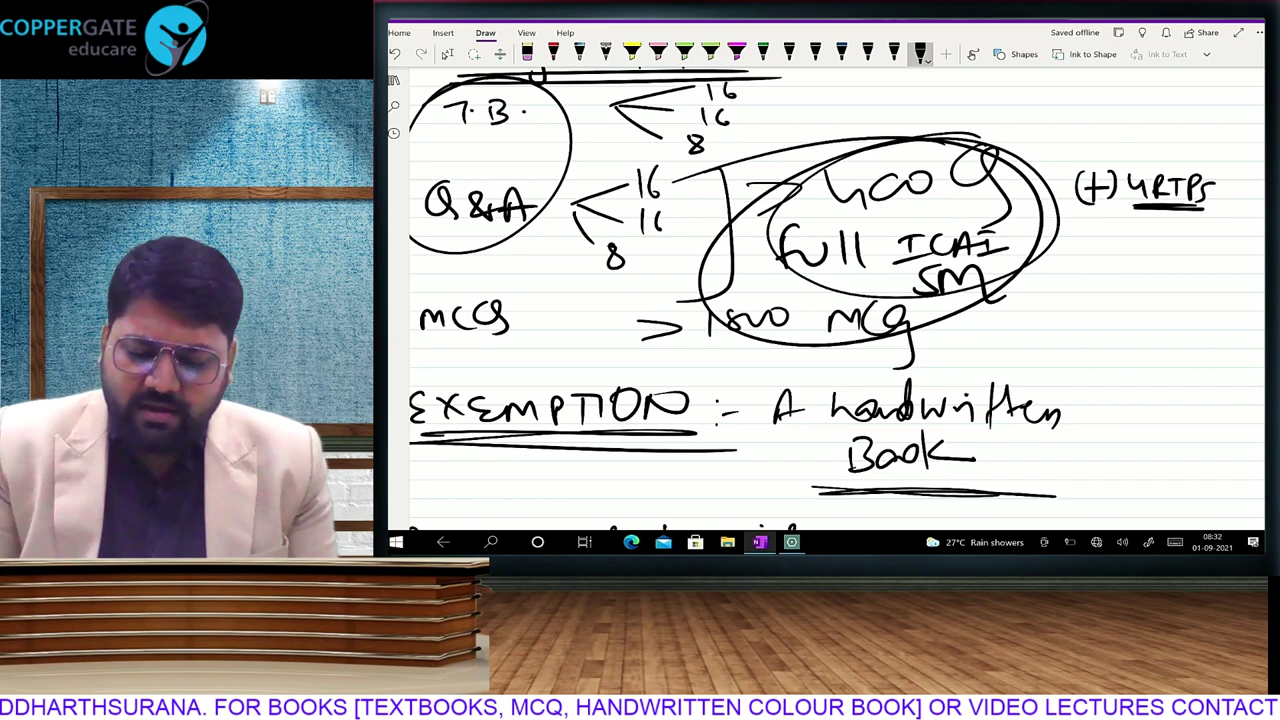 COPPERGATE
educare
Home Insert Draw View Help
Saved offline
Share
Shapes
Ink to Shape
Ink to Text
T.B.
16
16
8
Q&A
16
16
8
400 Q
full ICAI
SM
(+) 4RTPs
MCQ > 1800 MCQ
EXEMPTION :- A handwritten
Book
27°C Rain showers
08:32
01-09-2021
DDHARTHSURANA. FOR BOOKS [TEXTBOOKS, MCQ, HANDWRITTEN COLOUR BOOK] OR VIDEO LECTURES CONTACT